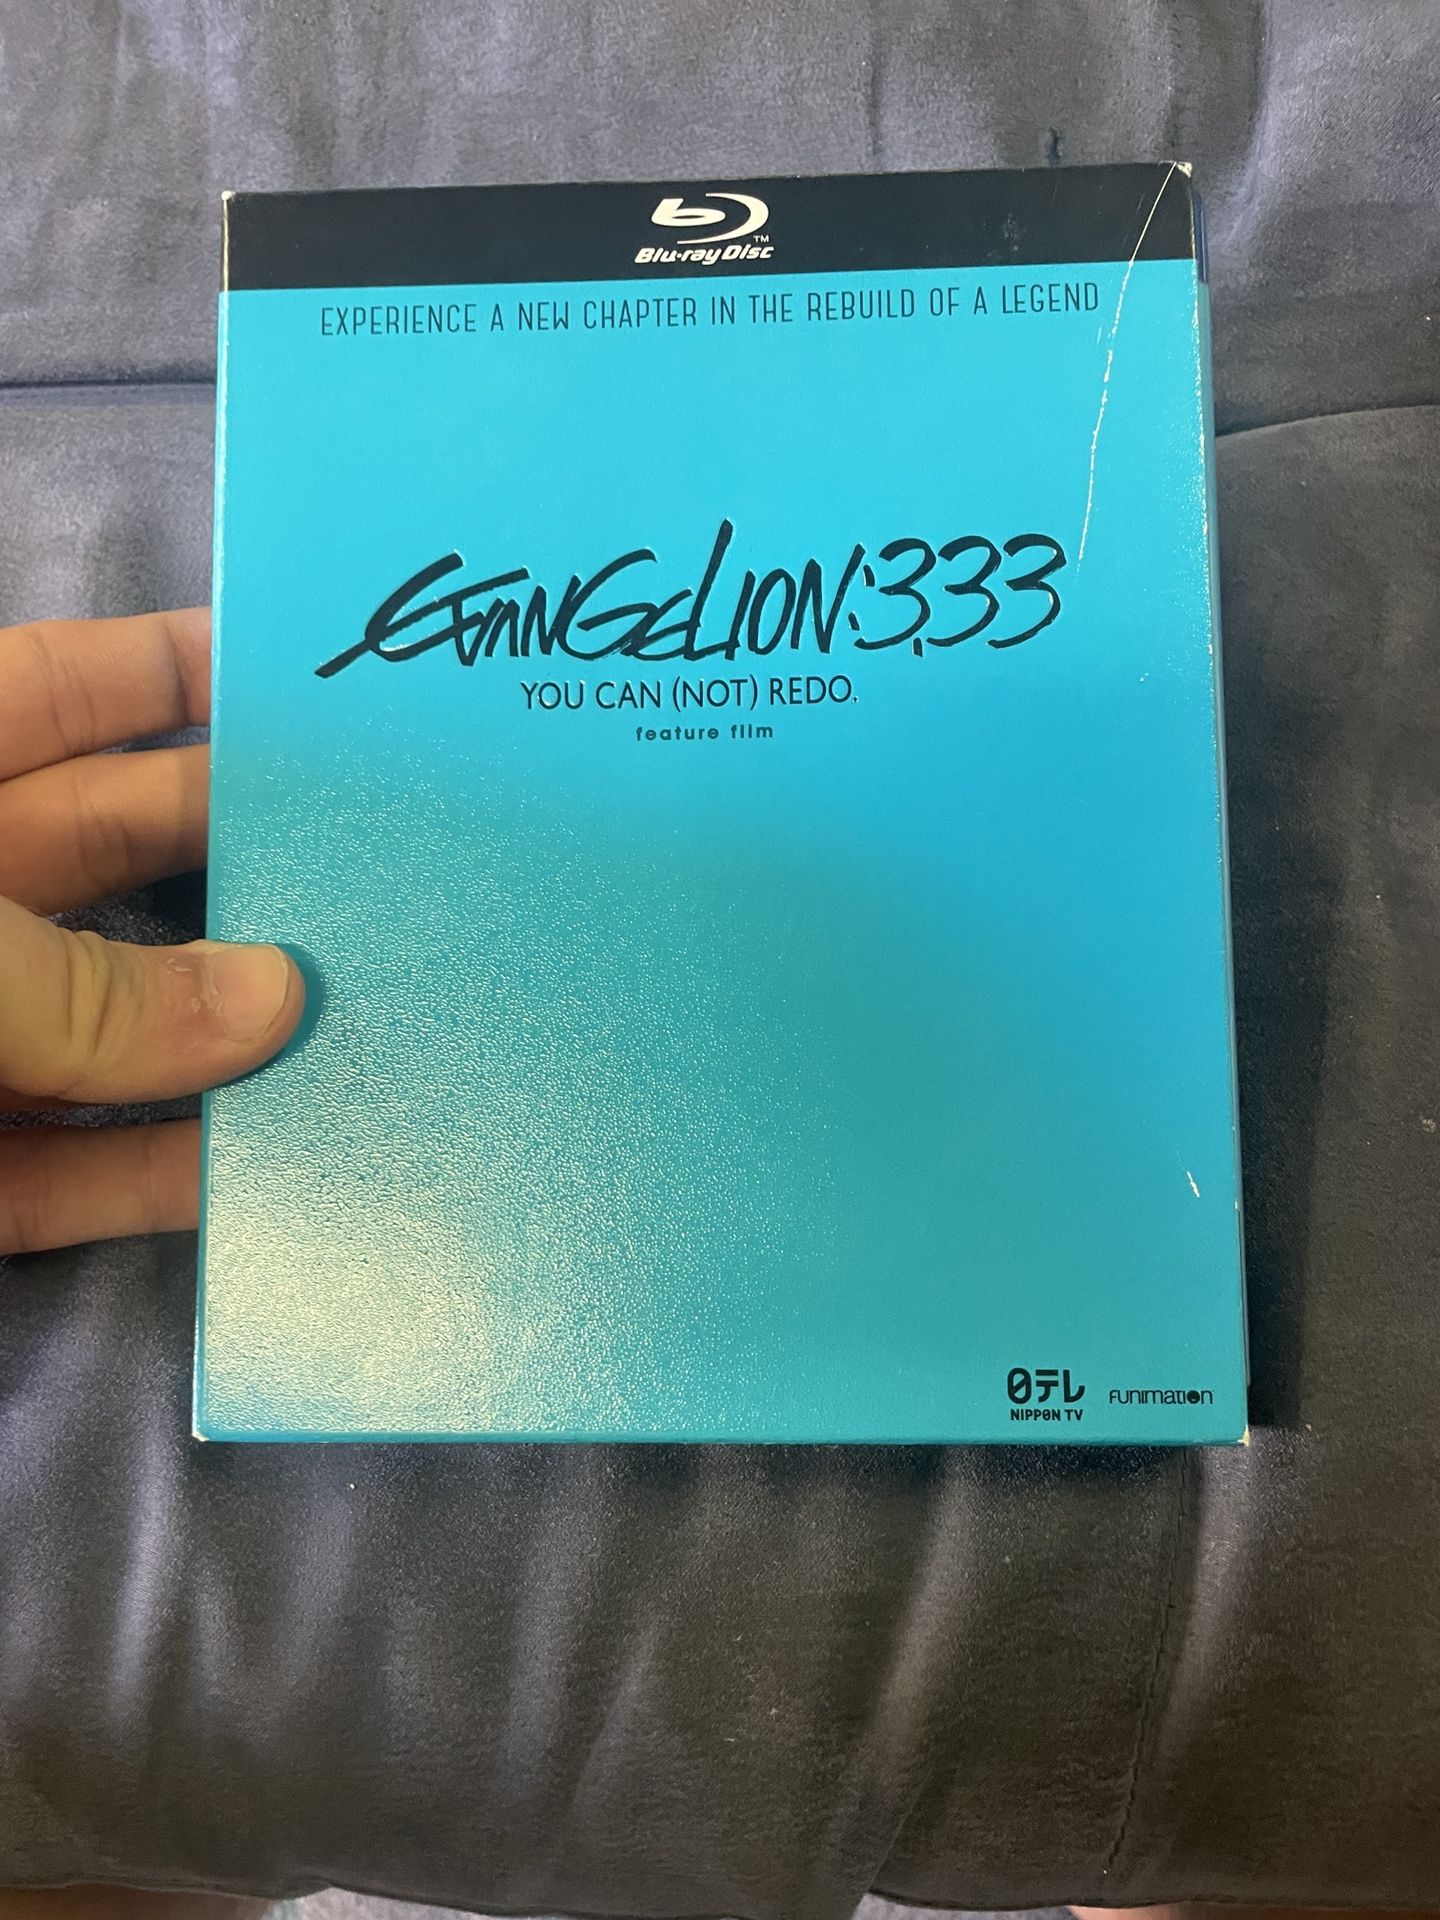 Blu-ray Disc™
EXPERIENCE A NEW CHAPTER IN THE REBUILD OF A LEGEND
EVANGELION:3.33
YOU CAN (NOT) REDO.
feature film
日テレ
NIPPON TV
FUNIMATION